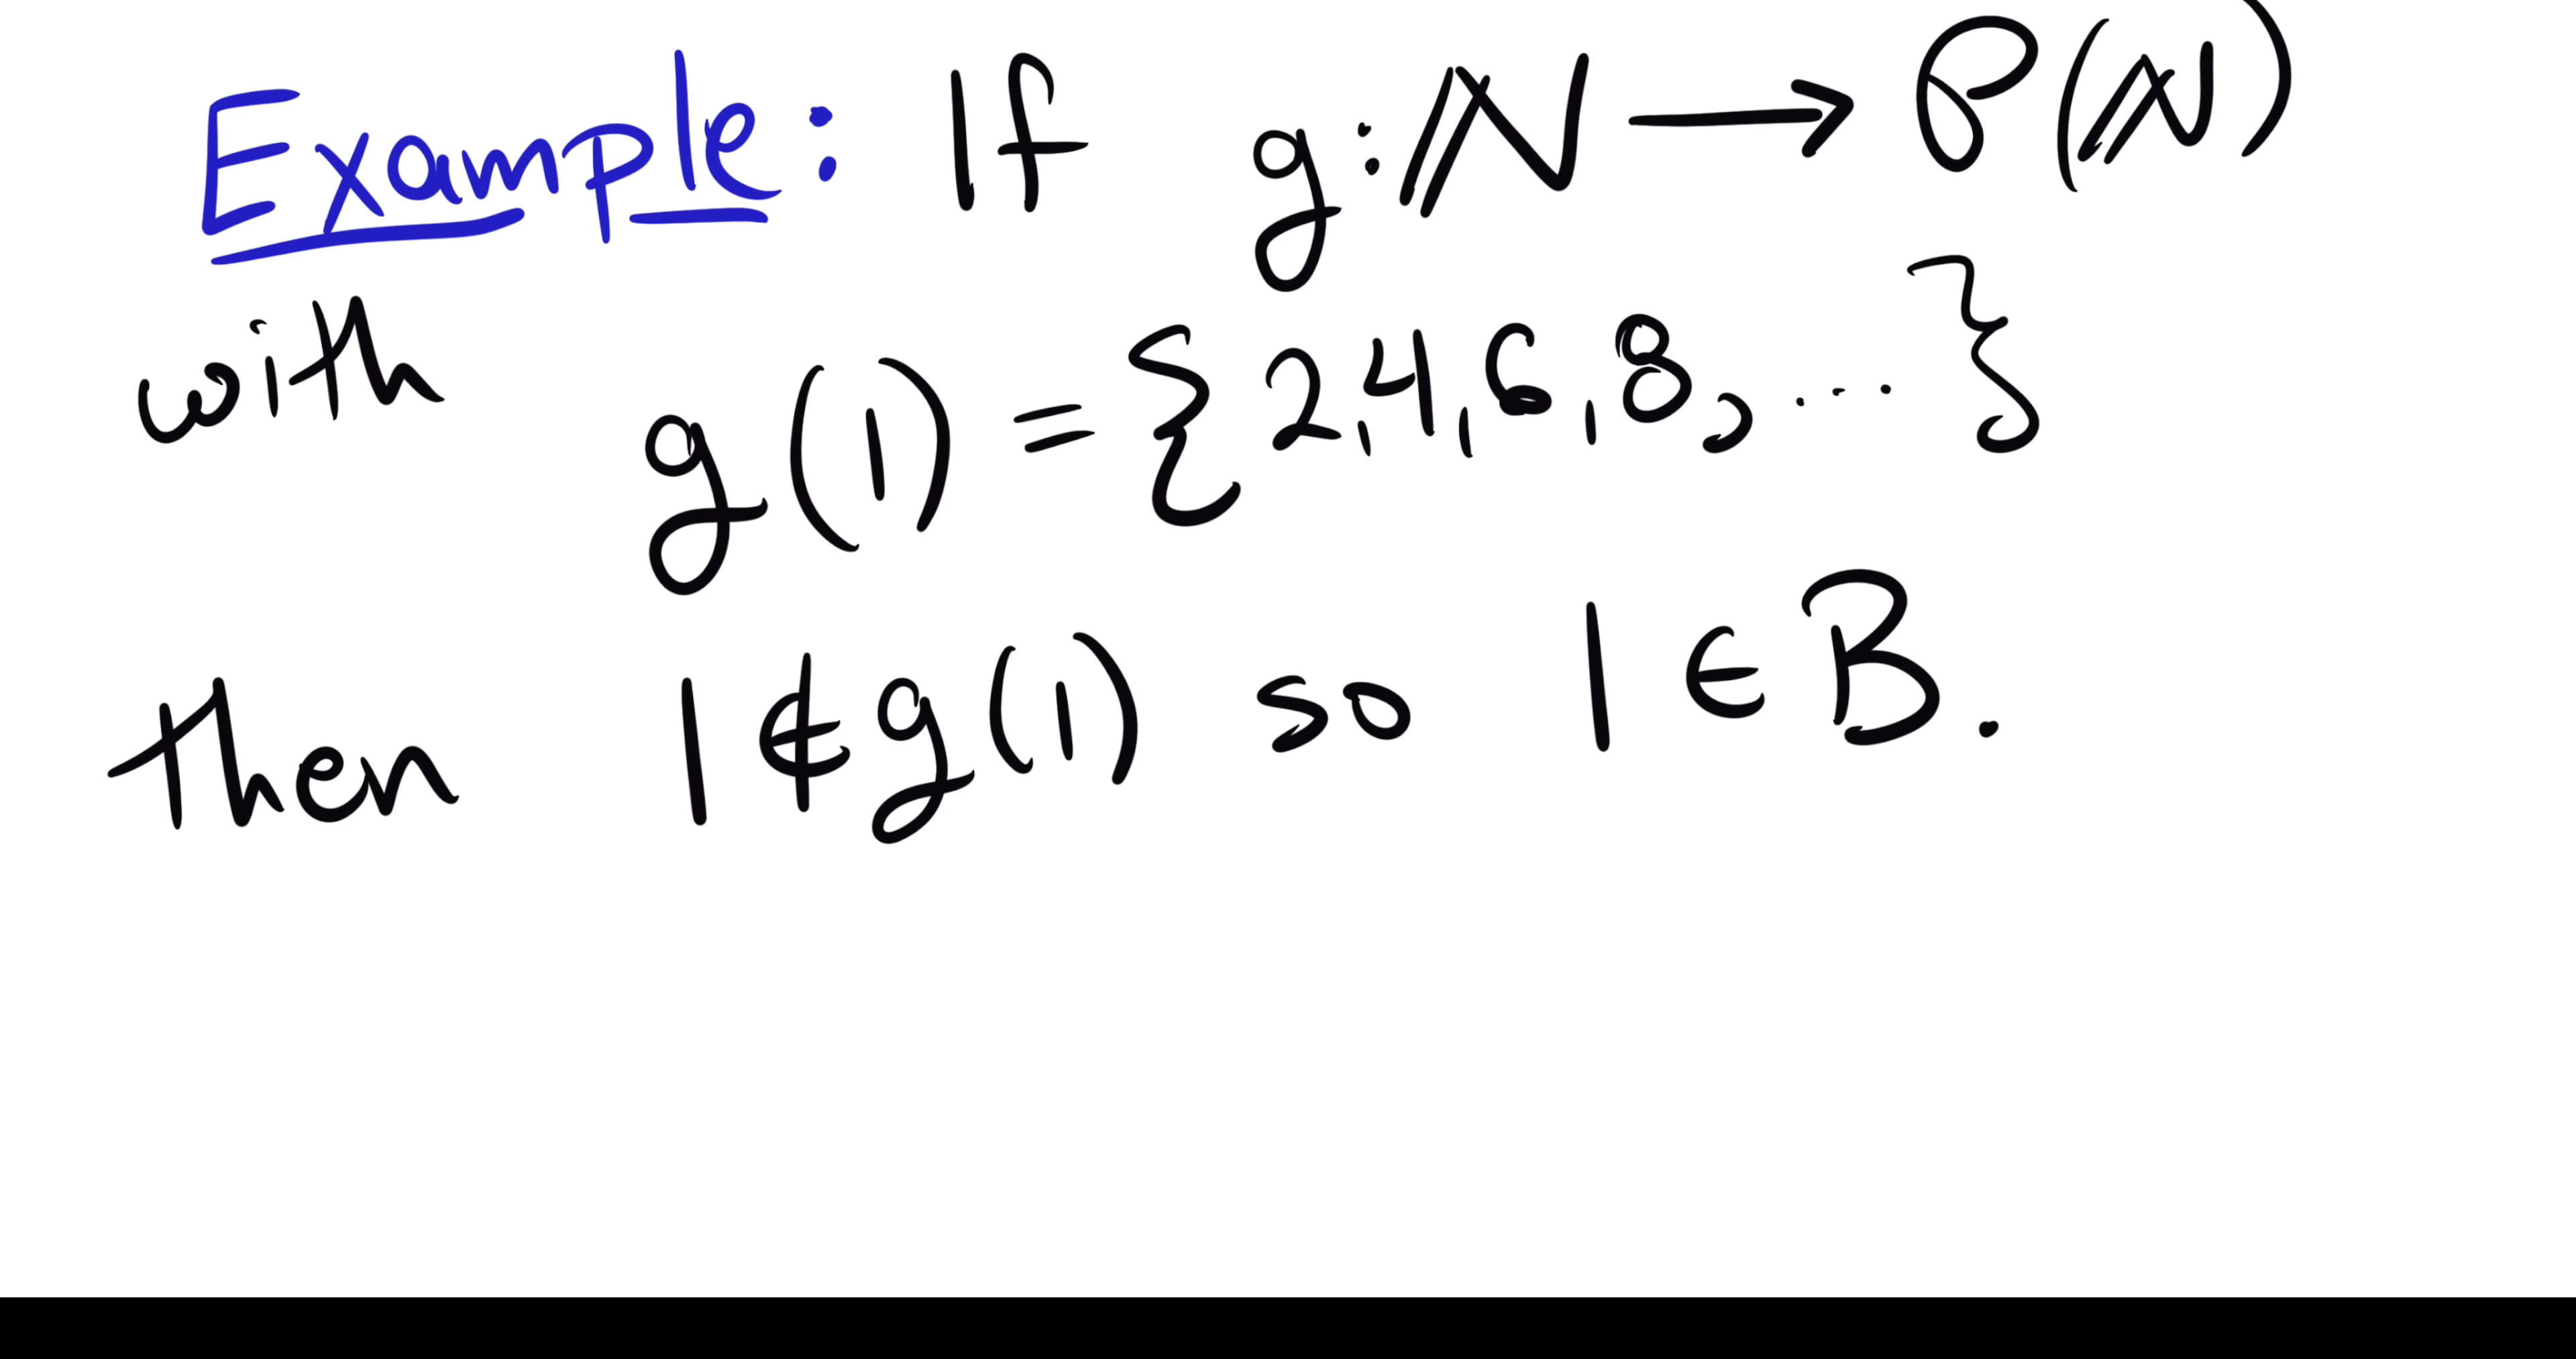 Example: If g: ℕ → 𝒫(ℕ)
with
g(1) = {2,4,6,8,...}
then 1 ∉ g(1) so 1 ∈ B.